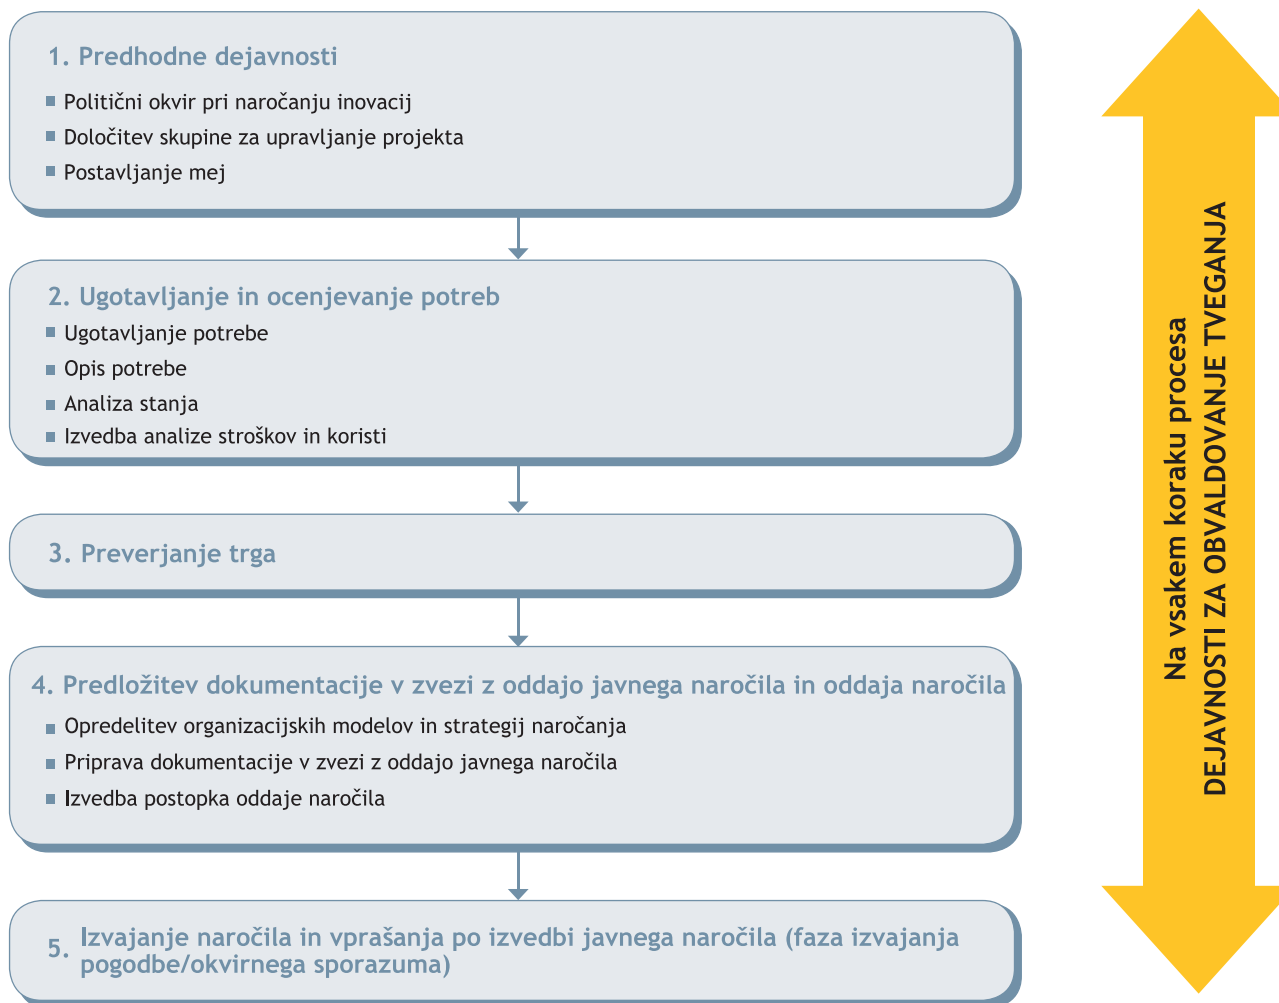 1. Predhodne dejavnosti
Politični okvir pri naročanju inovacij
Določitev skupine za upravljanje projekta
Postavljanje mej
2. Ugotavljanje in ocenjevanje potreb
Ugotavljanje potrebe
Opis potrebe
Analiza stanja
Izvedba analize stroškov in koristi
3. Preverjanje trga
4. Predložitev dokumentacije v zvezi z oddajo javnega naročila in oddaja naročila
Opredelitev organizacijskih modelov in strategij naročanja
Priprava dokumentacije v zvezi z oddajo javnega naročila
Izvedba postopka oddaje naročila
5. Izvajanje naročila in vprašanja po izvedbi javnega naročila (faza izvajanja
pogodbe/okvirnega sporazuma)
Na vsakem koraku procesa
DEJAVNOSTI ZA OBVALDOVANJE TVEGANJA